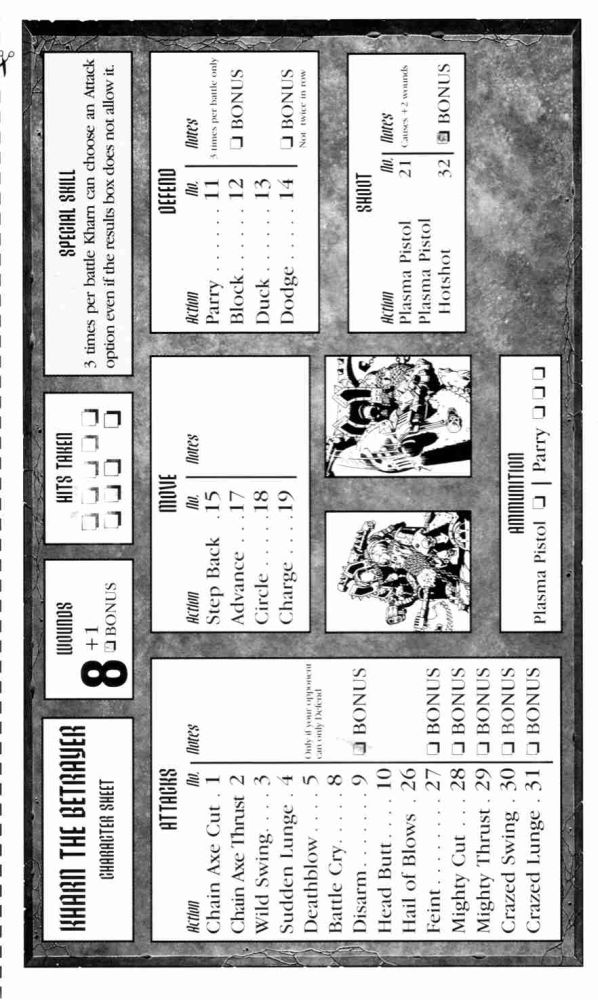 KHARN THE BETRAYER
CHARACTER SHEET
WOUNDS
8 +1
❏ BONUS
HITS TAKEN
❏ ❏ ❏ ❏ ❏
❏ ❏ ❏ ❏
SPECIAL SKILL
3 times per battle Kharn can choose an Attack
option even if the results box does not allow it.
ATTACKS
Action No. Notes
Chain Axe Cut . 1
Chain Axe Thrust 2
Wild Swing. . . . 3
Sudden Lunge . 4
Deathblow . . . . 5 Only if your opponent
can only Defend
Battle Cry. . . . . . 8
Disarm. . . . . . . . 9 ❏ BONUS
Head Butt. . . . 10
Hail of Blows . 26
Feint. . . . . . . . . 27 ❏ BONUS
Mighty Cut . . . . 28 ❏ BONUS
Mighty Thrust . 29 ❏ BONUS
Crazed Swing . 30 ❏ BONUS
Crazed Lunge . 31 ❏ BONUS
MOVE
Action No. Notes
Step Back . 15
Advance . . . 17
Circle. . . . . . 18
Charge . . . . 19
DEFEND
Action No. Notes
Parry . . . . . . 11 3 times per battle only
Block. . . . . . . 12 ❏ BONUS
Duck . . . . . . . 13
Dodge . . . . . 14 ❏ BONUS
Not twice in row
SHOOT
Action No. Notes
Plasma Pistol 21 Causes +2 wounds
Plasma Pistol
Hotshot 32 ❏ BONUS
AMMUNITION
Plasma Pistol ❏ | Parry ❏ ❏ ❏